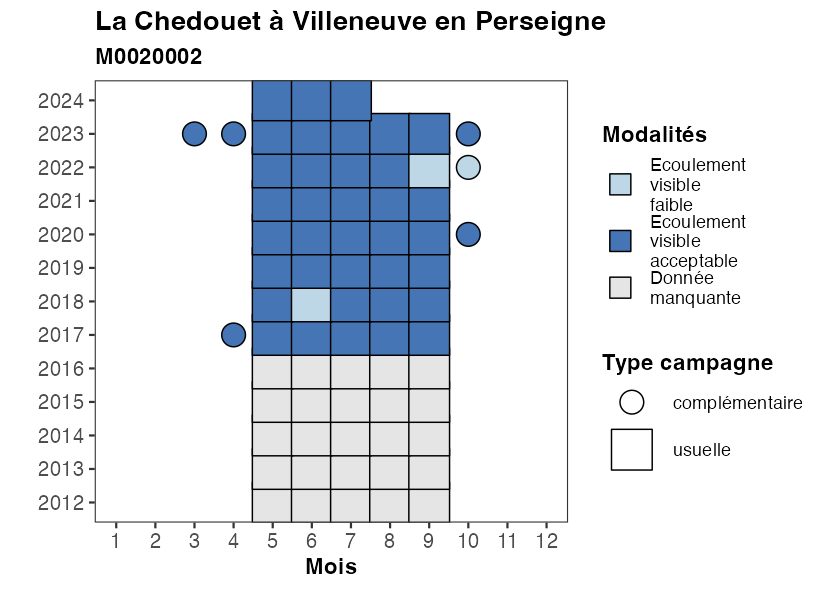 La Chedouet à Villeneuve en Perseigne
M0020002
2024
2023
2022
2021
2020
2019
2018
2017
2016
2015
2014
2013
2012
1 2 3 4 5 6 7 8 9 10 11 12
Mois
Modalités
Ecoulement
visible
faible
Ecoulement
visible
acceptable
Donnée
manquante
Type campagne
complémentaire
usuelle